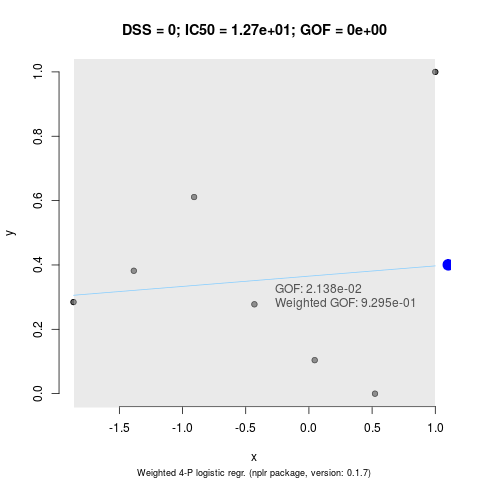 DSS = 0; IC50 = 1.27e+01; GOF = 0e+00
1.0
0.8
0.6
0.4
0.2
0.0
y
GOF: 2.138e-02
Weighted GOF: 9.295e-01
-1.5 -1.0 -0.5 0.0 0.5 1.0
x
Weighted 4-P logistic regr. (nplr package, version: 0.1.7)